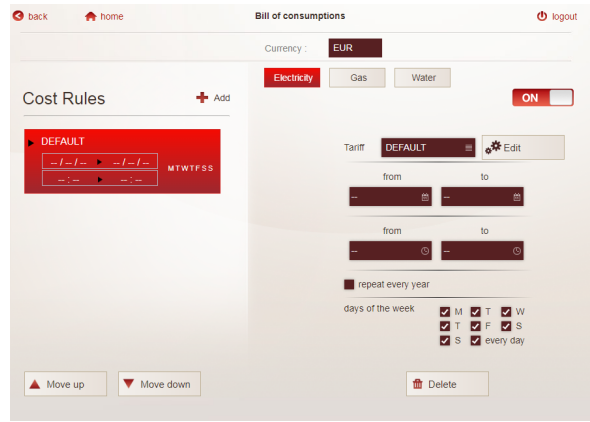 back home Bill of consumptions logout
Currency : EUR
Electricity Gas Water
Cost Rules Add
ON
DEFAULT
-- / -- / -- -- / -- / --
-- : -- -- : --
MTWTFSS
Tariff DEFAULT Edit
from to
-- --
from to
-- --
repeat every year
days of the week
M T W
T F S
S every day
Move up Move down Delete